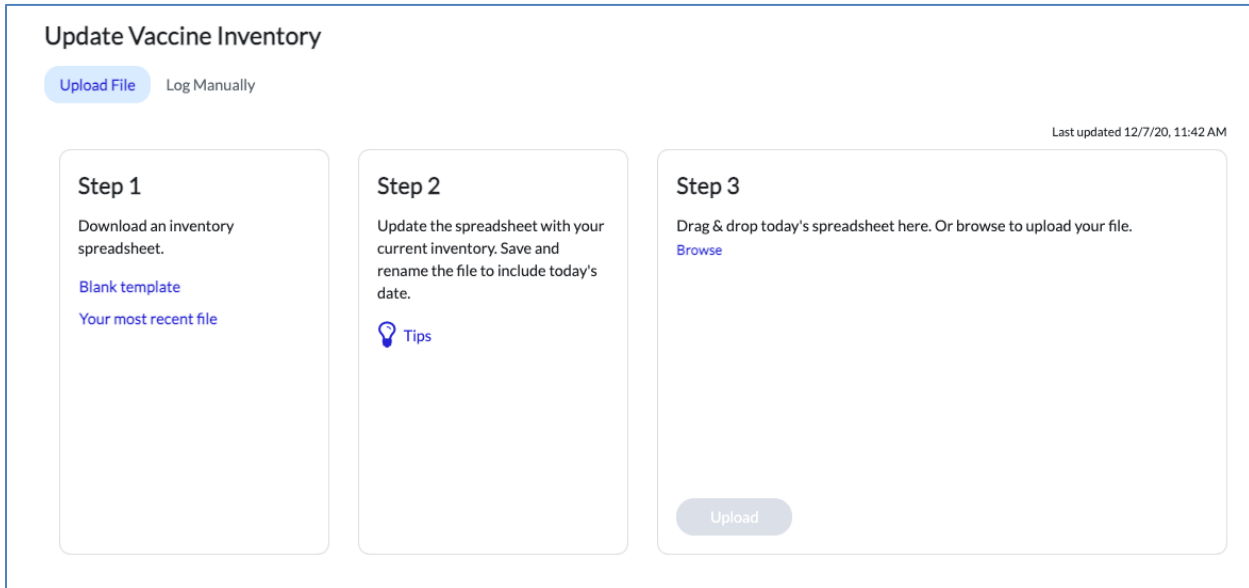 Update Vaccine Inventory
Upload File
Log Manually
Last updated 12/7/20, 11:42 AM
Step 1
Download an inventory
spreadsheet.
Blank template
Your most recent file
Step 2
Update the spreadsheet with your
current inventory. Save and
rename the file to include today's
date.
Tips
Step 3
Drag & drop today's spreadsheet here. Or browse to upload your file.
Browse
Upload